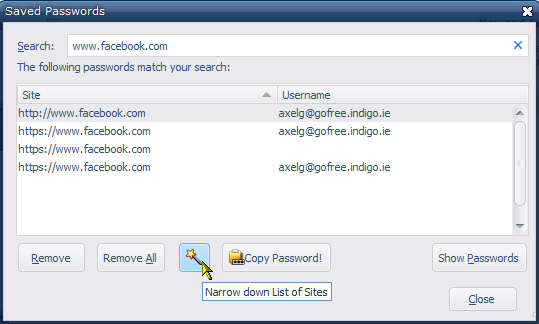 Saved Passwords
Search: www.facebook.com
The following passwords match your search:
Site Username
http://www.facebook.com axelg@gofree.indigo.ie
https://www.facebook.com axelg@gofree.indigo.ie
https://www.facebook.com
https://www.facebook.com axelg@gofree.indigo.ie
Remove Remove All Copy Password! Show Passwords
Narrow down List of Sites
Close